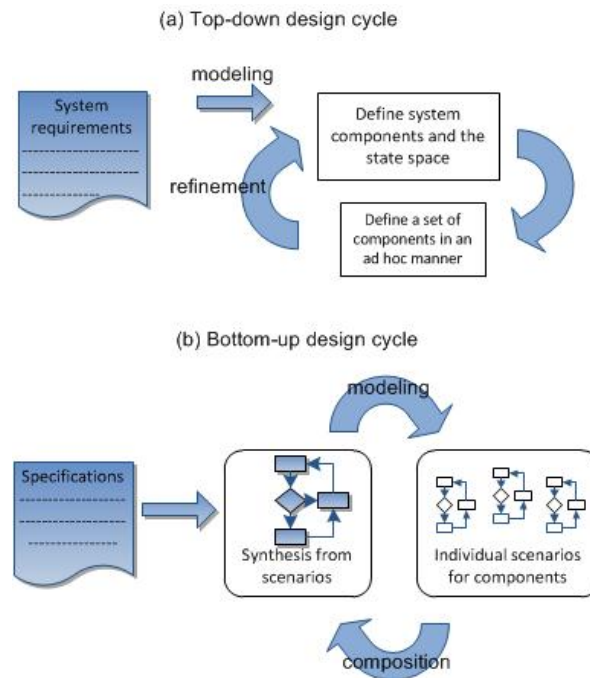 (a) Top-down design cycle
modeling
System
requirements
Define system
components and the
state space
refinement
Define a set of
components in an
ad hoc manner
(b) Bottom-up design cycle
modeling
Specifications
Synthesis from
scenarios
Individual scenarios
for components
composition